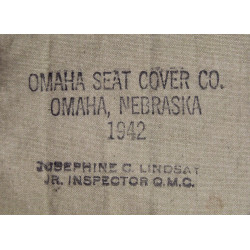 OMAHA SEAT COVER CO.
OMAHA, NEBRASKA
1942
JOSEPHINE C. LINDSAY
JR. INSPECTOR Q.M.C.